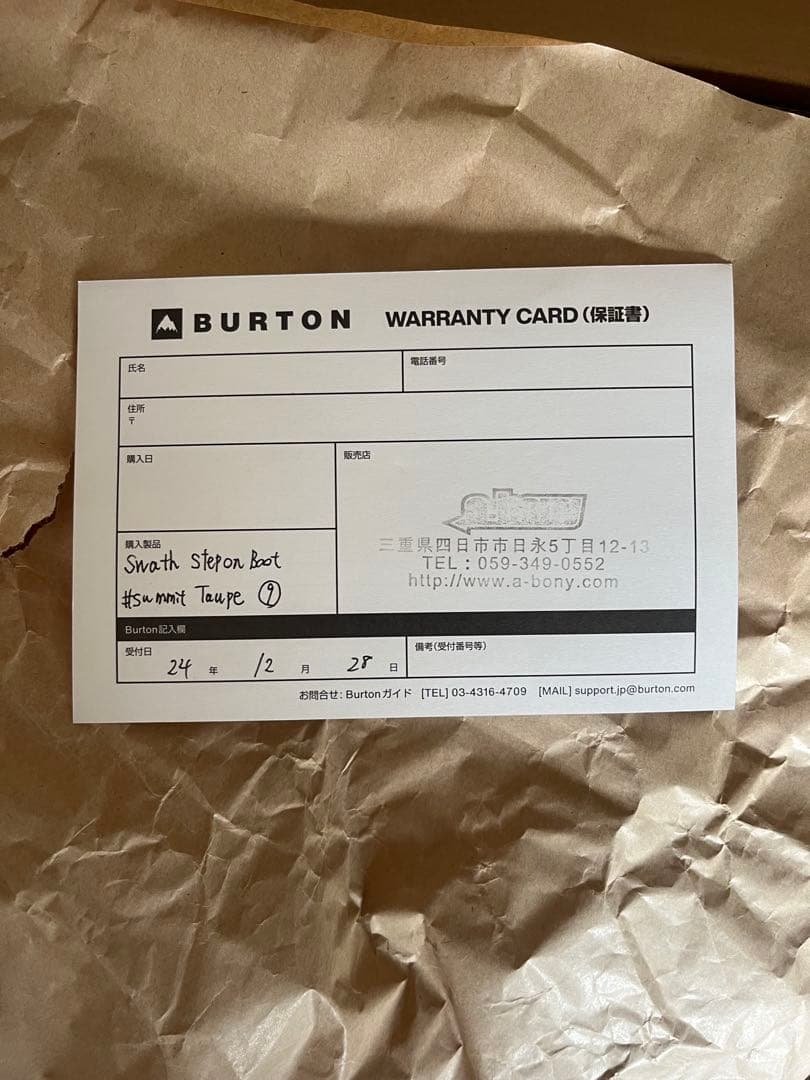 BURTON WARRANTY CARD(保証書)
氏名
電話番号
住所
〒
購入日
販売店
a-bony
三重県四日市市日永5丁目12-13
TEL:059-349-0552
http://www.a-bony.com
購入製品
Swath Step on Boot
#summit Taupe ⑨
Burton記入欄
受付日
24 年 12 月 28 日
備考(受付番号等)
お問合せ: Burtonガイド [TEL] 03-4316-4709 [MAIL] support.jp@burton.com